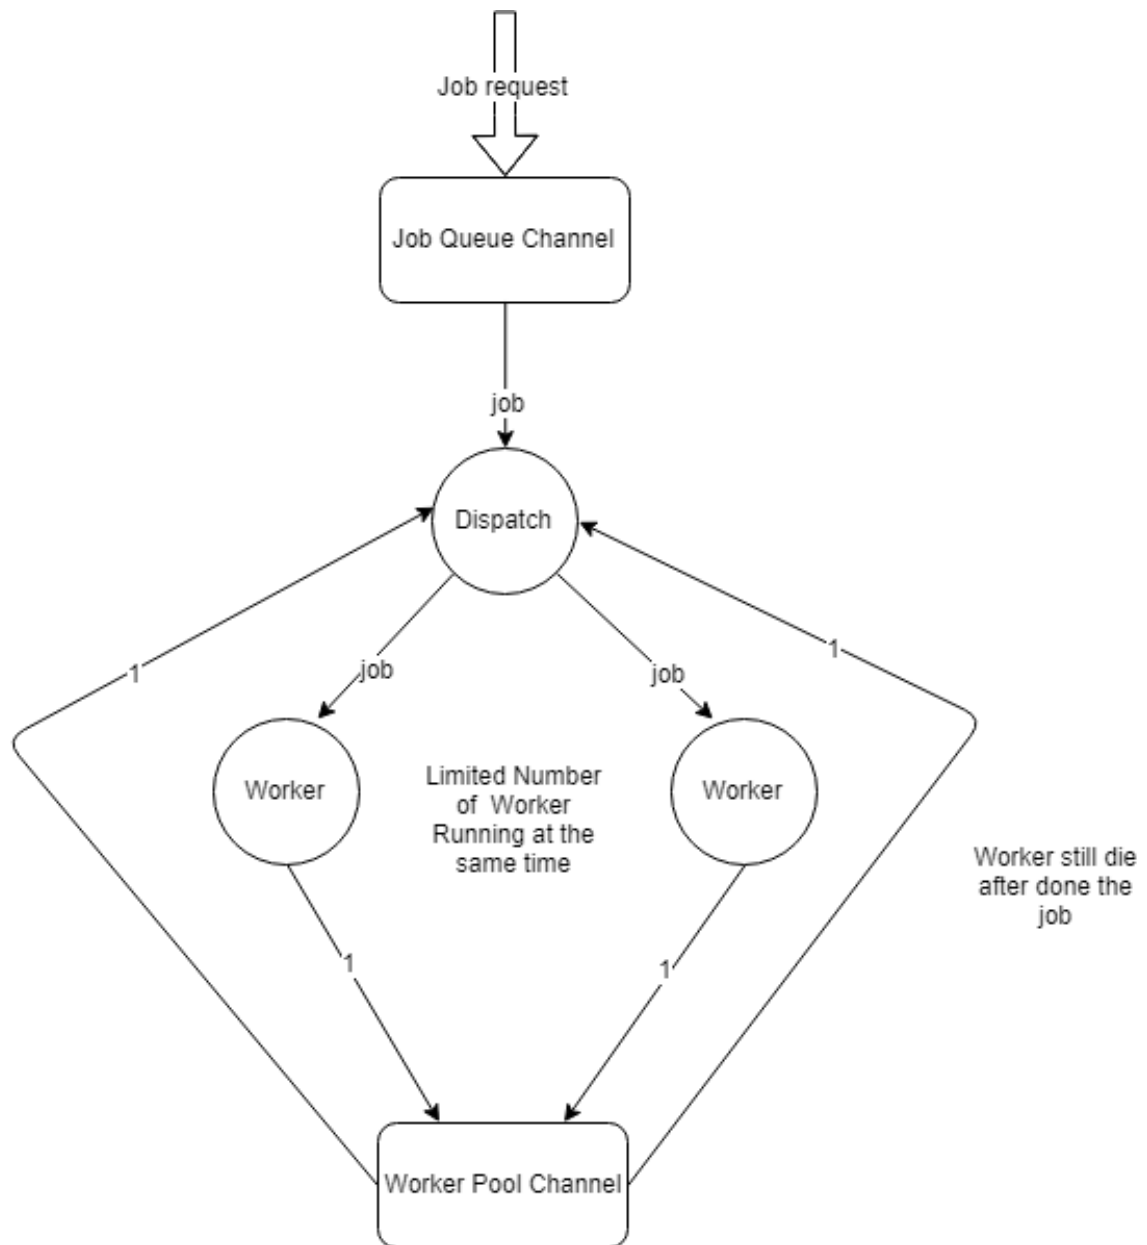 Job request
Job Queue Channel
job
Dispatch
1
1
job
job
Worker
Limited Number
of Worker
Running at the
same time
Worker
Worker still die
after done the
job
1
1
Worker Pool Channel